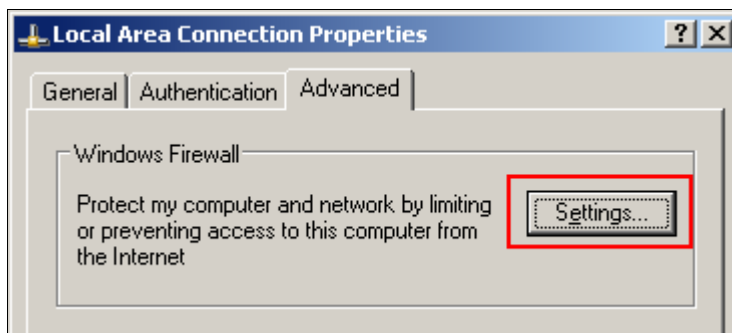 Local Area Connection Properties
General
Authentication
Advanced
Windows Firewall
Protect my computer and network by limiting
or preventing access to this computer from
the Internet
Settings...